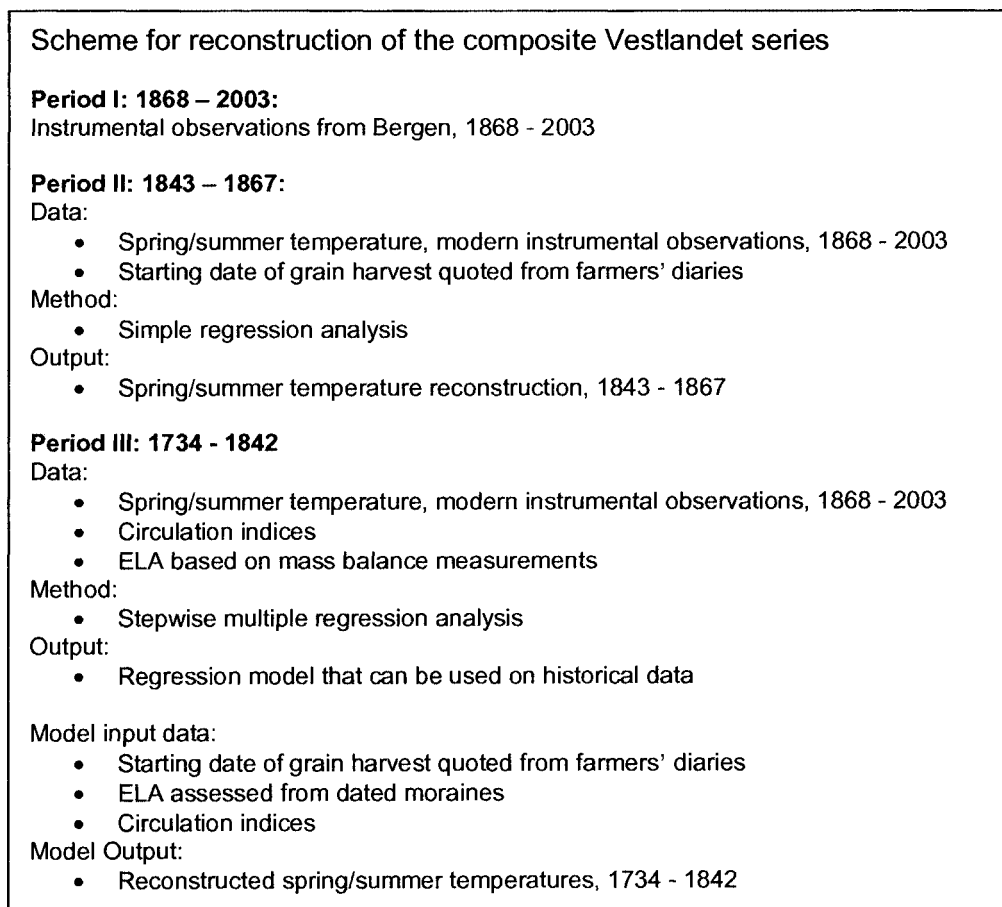 Scheme for reconstruction of the composite Vestlandet series
Period I: 1868 – 2003:
Instrumental observations from Bergen, 1868 - 2003
Period II: 1843 – 1867:
Data:
• Spring/summer temperature, modern instrumental observations, 1868 - 2003
• Starting date of grain harvest quoted from farmers' diaries
Method:
• Simple regression analysis
Output:
• Spring/summer temperature reconstruction, 1843 - 1867
Period III: 1734 - 1842
Data:
• Spring/summer temperature, modern instrumental observations, 1868 - 2003
• Circulation indices
• ELA based on mass balance measurements
Method:
• Stepwise multiple regression analysis
Output:
• Regression model that can be used on historical data
Model input data:
• Starting date of grain harvest quoted from farmers' diaries
• ELA assessed from dated moraines
• Circulation indices
Model Output:
• Reconstructed spring/summer temperatures, 1734 - 1842